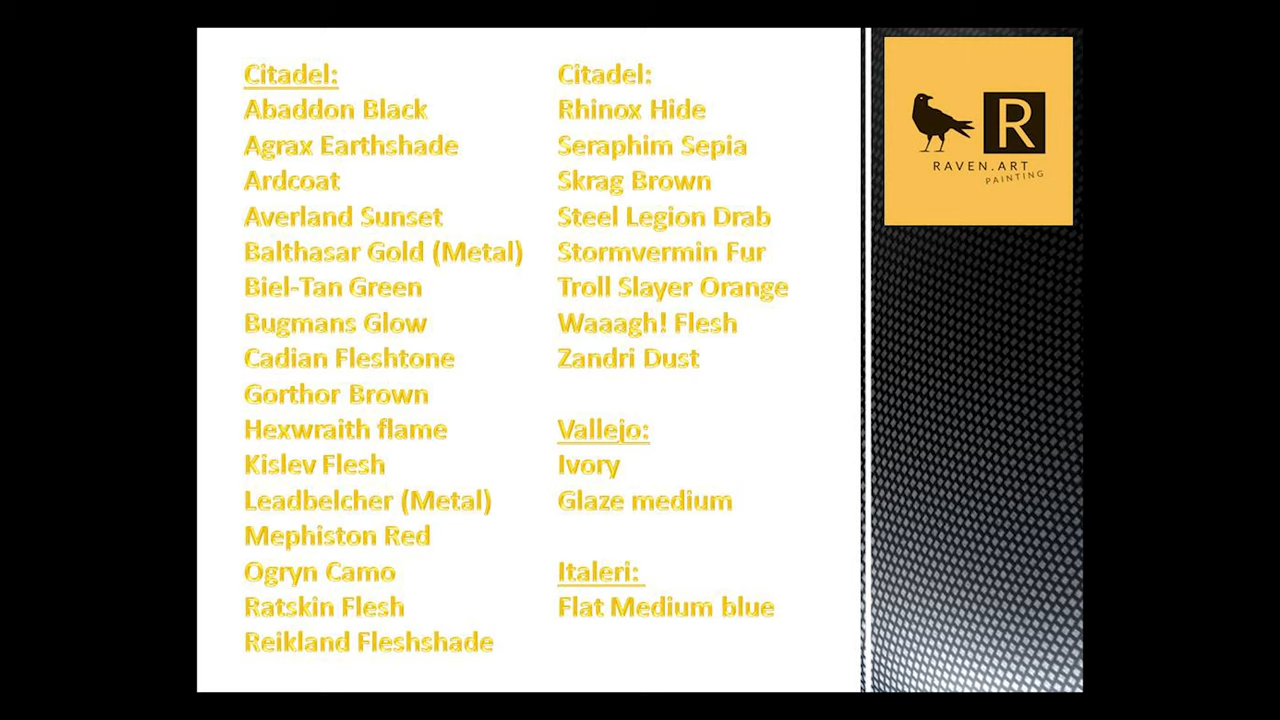 Citadel:
Abaddon Black
Agrax Earthshade
Ardcoat
Averland Sunset
Balthasar Gold (Metal)
Biel-Tan Green
Bugmans Glow
Cadian Fleshtone
Gorthor Brown
Hexwraith flame
Kislev Flesh
Leadbelcher (Metal)
Mephiston Red
Ogryn Camo
Ratskin Flesh
Reikland Fleshshade
Citadel:
Rhinox Hide
Seraphim Sepia
Skrag Brown
Steel Legion Drab
Stormvermin Fur
Troll Slayer Orange
Waaagh! Flesh
Zandri Dust
Vallejo:
Ivory
Glaze medium
Italeri:
Flat Medium blue
R
RAVEN.ART
PAINTING